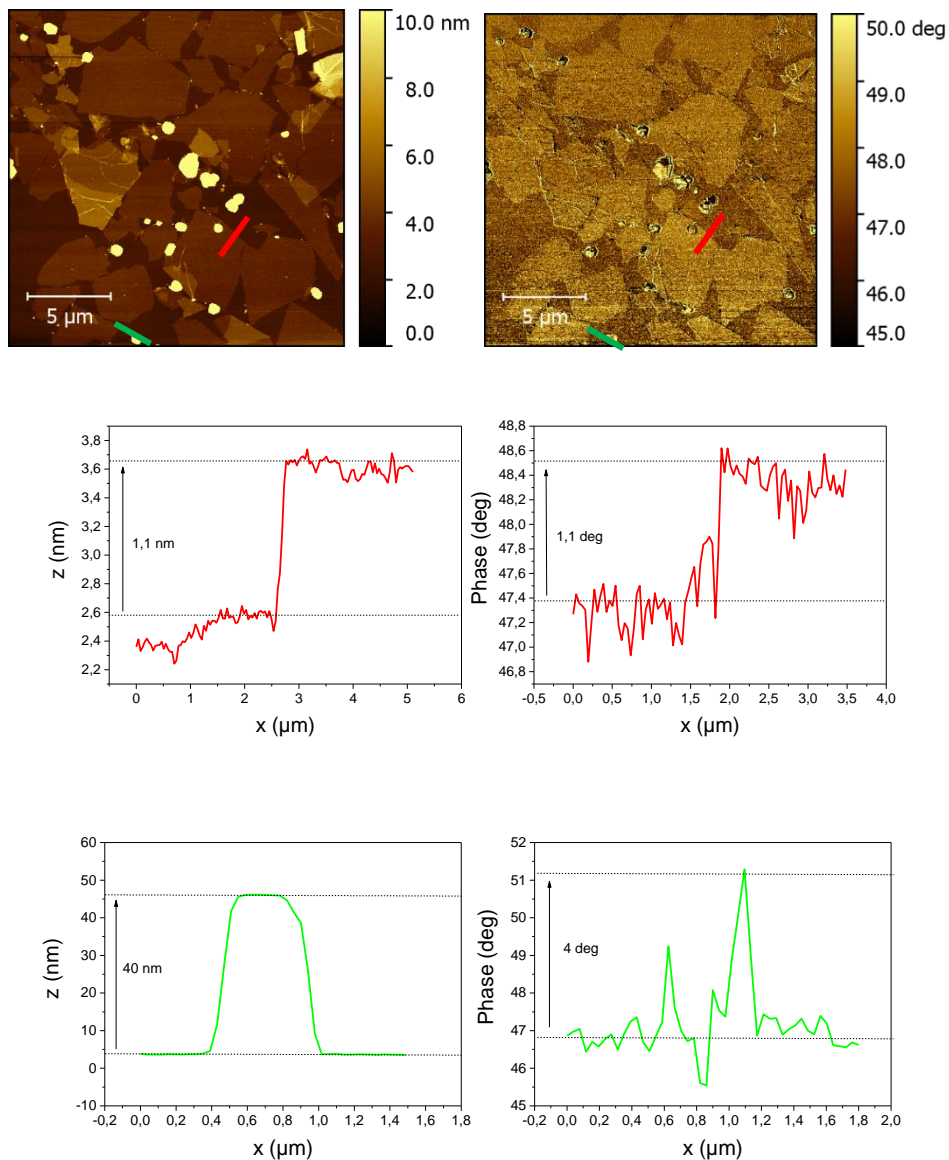 10.0 nm
8.0
6.0
4.0
2.0
0.0
5 µm
50.0 deg
49.0
48.0
47.0
46.0
45.0
5 µm
3,8
3,6
3,4
3,2
3,0
2,8
2,6
2,4
2,2
z (nm)
1,1 nm
0 1 2 3 4 5 6
x (µm)
48,8
48,6
48,4
48,2
48,0
47,8
47,6
47,4
47,2
47,0
46,8
Phase (deg)
1,1 deg
-0,5 0,0 0,5 1,0 1,5 2,0 2,5 3,0 3,5 4,0
x (µm)
60
50
40
30
20
10
0
-10
z (nm)
40 nm
-0,2 0,0 0,2 0,4 0,6 0,8 1,0 1,2 1,4 1,6 1,8
x (µm)
52
51
50
49
48
47
46
45
Phase (deg)
4 deg
-0,2 0,0 0,2 0,4 0,6 0,8 1,0 1,2 1,4 1,6 1,8 2,0
x (µm)